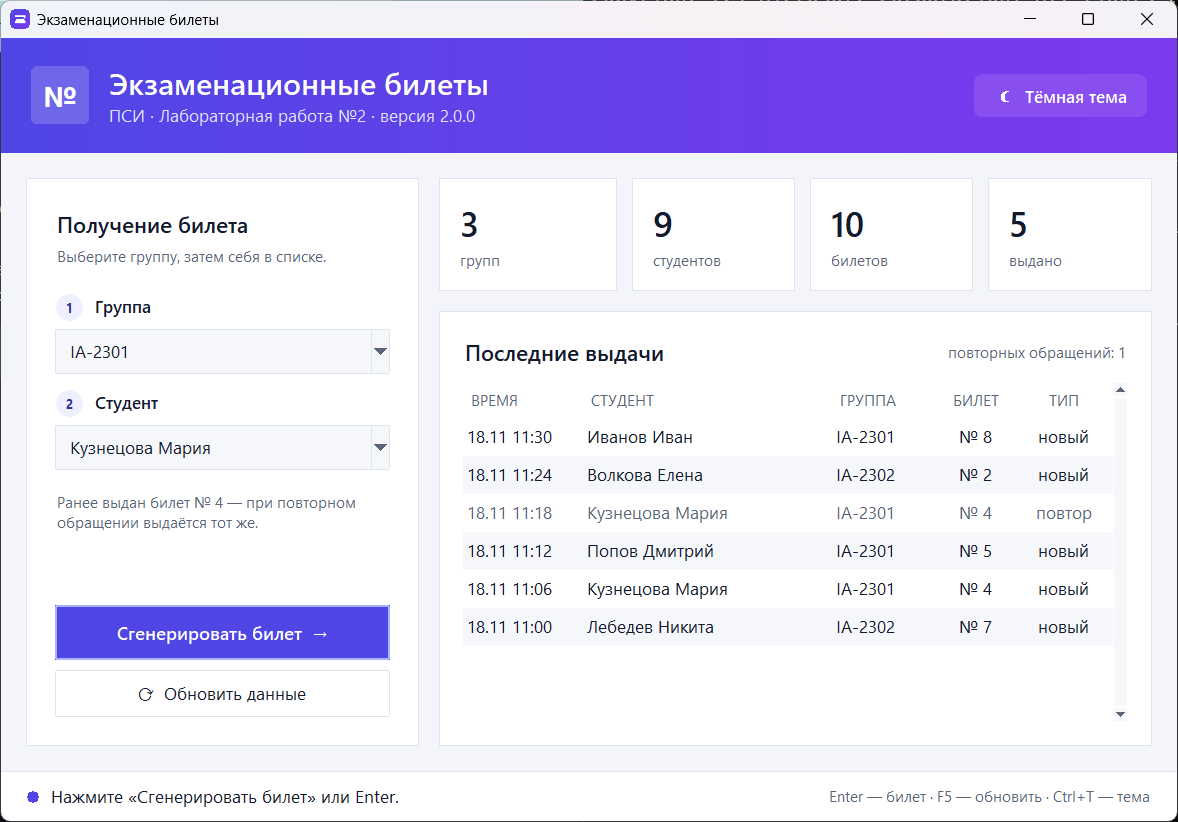 Экзаменационные билеты
№
Экзаменационные билеты
ПСИ · Лабораторная работа №2 · версия 2.0.0
☾ Тёмная тема
Получение билета
Выберите группу, затем себя в списке.
1 Группа
IA-2301
2 Студент
Кузнецова Мария
Ранее выдан билет № 4 — при повторном
обращении выдаётся тот же.
Сгенерировать билет →
⟳ Обновить данные
3
групп
9
студентов
10
билетов
5
выдано
Последние выдачи
повторных обращений: 1
ВРЕМЯ СТУДЕНТ ГРУППА БИЛЕТ ТИП
18.11 11:30 Иванов Иван IA-2301 № 8 новый
18.11 11:24 Волкова Елена IA-2302 № 2 новый
18.11 11:18 Кузнецова Мария IA-2301 № 4 повтор
18.11 11:12 Попов Дмитрий IA-2301 № 5 новый
18.11 11:06 Кузнецова Мария IA-2301 № 4 новый
18.11 11:00 Лебедев Никита IA-2302 № 7 новый
Нажмите «Сгенерировать билет» или Enter.
Enter — билет · F5 — обновить · Ctrl+T — тема